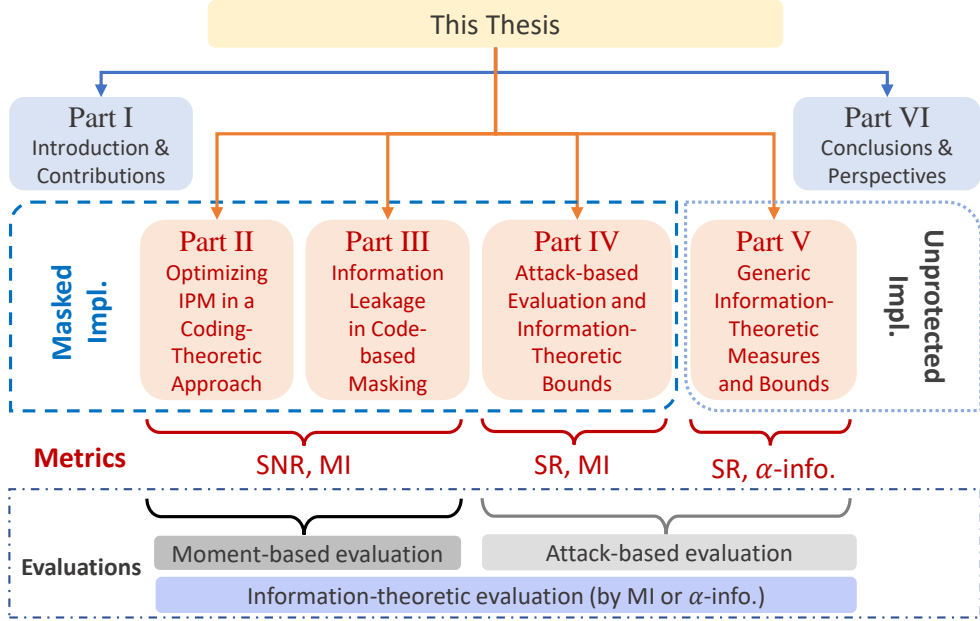 This Thesis
Part I
Introduction &
Contributions
Part VI
Conclusions &
Perspectives
Masked
Impl.
Part II
Optimizing
IPM in a
Coding-
Theoretic
Approach
Part III
Information
Leakage
in Code-
based
Masking
Part IV
Attack-based
Evaluation and
Information-
Theoretic
Bounds
Part V
Generic
Information-
Theoretic
Measures
and Bounds
Unprotected
Impl.
Metrics
SNR, MI
SR, MI
SR, α-info.
Evaluations
Moment-based evaluation
Attack-based evaluation
Information-theoretic evaluation (by MI or α-info.)